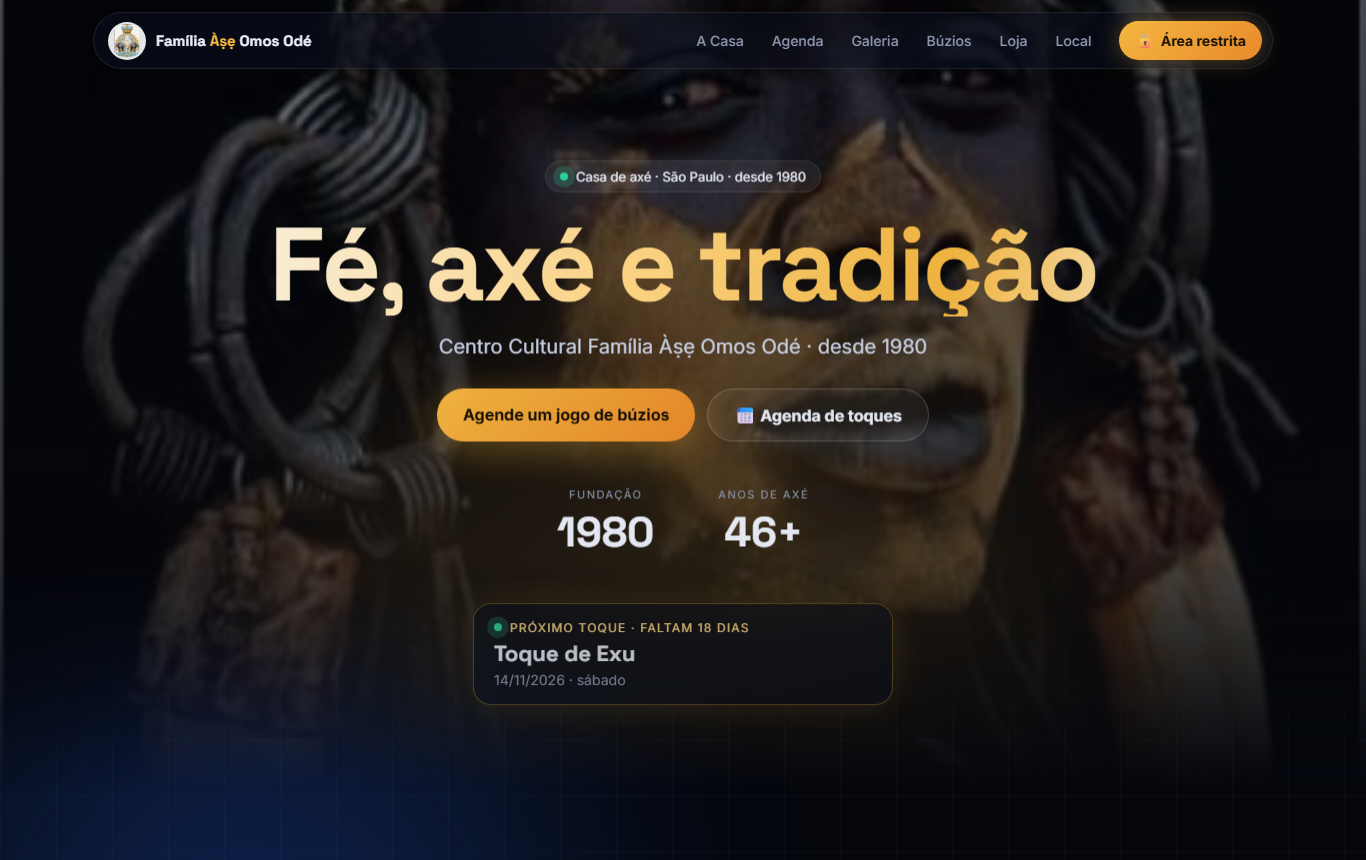 Família Àṣẹ Omos Odé
A Casa
Agenda
Galeria
Búzios
Loja
Local
Área restrita
Casa de axé · São Paulo · desde 1980
Fé, axé e tradição
Centro Cultural Família Àṣẹ Omos Odé · desde 1980
Agende um jogo de búzios
Agenda de toques
FUNDAÇÃO
1980
ANOS DE AXÉ
46+
PRÓXIMO TOQUE · FALTAM 18 DIAS
Toque de Exu
14/11/2026 · sábado